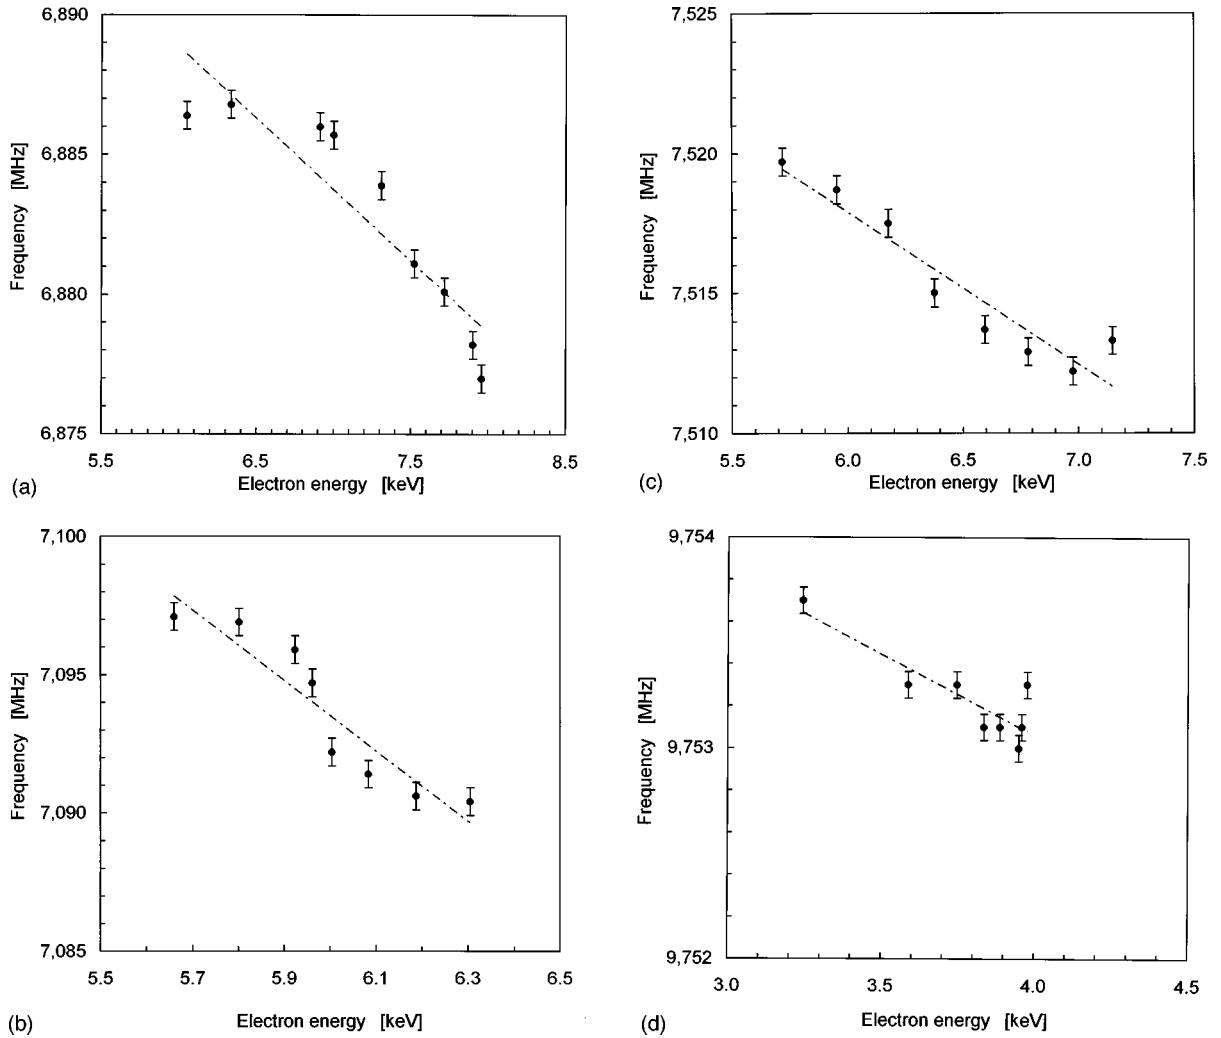 6,890
6,885
6,880
6,875
Frequency [MHz]
5.5 6.5 7.5 8.5
Electron energy [keV]
(a)
7,525
7,520
7,515
7,510
Frequency [MHz]
5.5 6.0 6.5 7.0 7.5
Electron energy [keV]
(c)
7,100
7,095
7,090
7,085
Frequency [MHz]
5.5 5.7 5.9 6.1 6.3 6.5
Electron energy [keV]
(b)
9,754
9,753
9,752
Frequency [MHz]
3.0 3.5 4.0 4.5
Electron energy [keV]
(d)